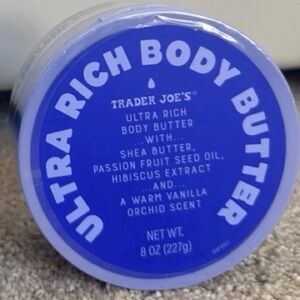 ULTRA RICH BODY BUTTER
TRADER JOE'S®
ULTRA RICH
BODY BUTTER
...WITH...
SHEA BUTTER,
PASSION FRUIT SEED OIL,
HIBISCUS EXTRACT
...AND...
A WARM VANILLA
ORCHID SCENT
NET WT.
8 OZ (227g)